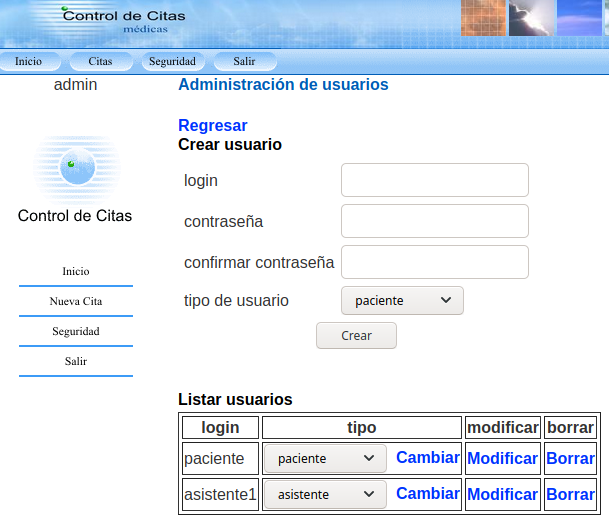 Control de Citas
médicas
Inicio Citas Seguridad Salir
admin
Administración de usuarios
Regresar
Crear usuario
login
contraseña
Control de Citas
confirmar contraseña
Inicio
tipo de usuario paciente
Nueva Cita
Seguridad
Crear
Salir
Listar usuarios
login tipo modificar borrar
paciente paciente Cambiar Modificar Borrar
asistente1 asistente Cambiar Modificar Borrar